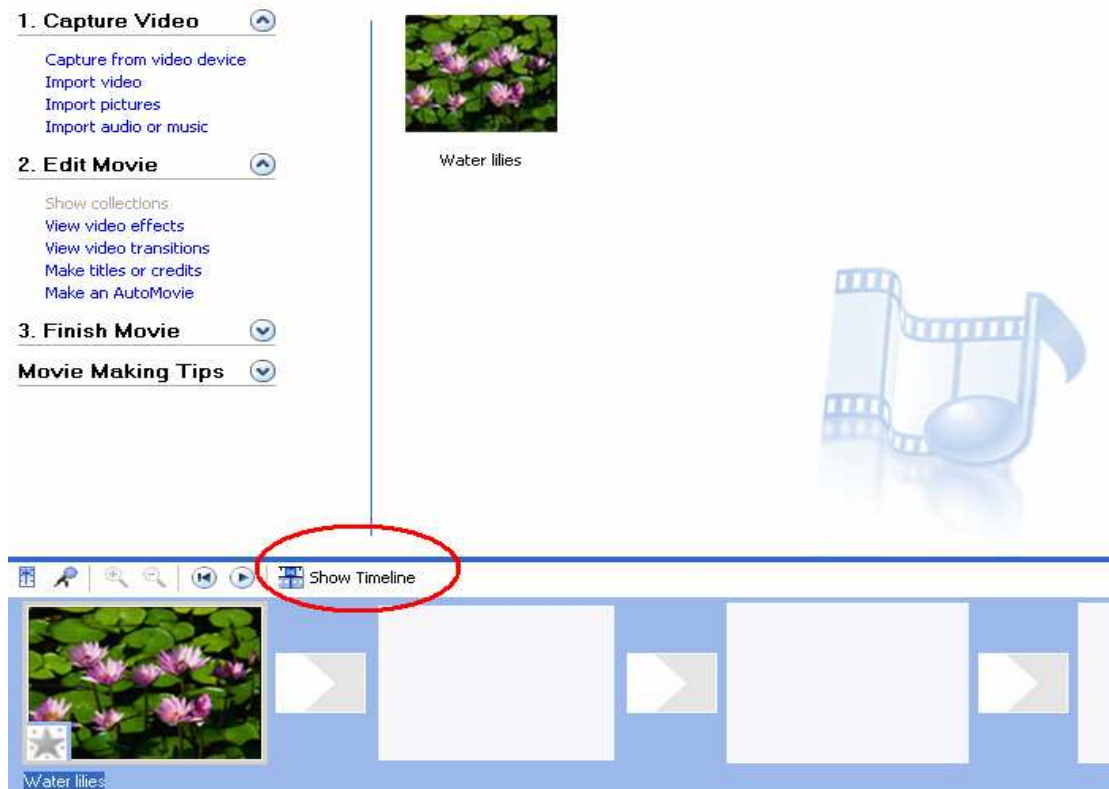 1. Capture Video
Capture from video device
Import video
Import pictures
Import audio or music
2. Edit Movie
Show collections
View video effects
View video transitions
Make titles or credits
Make an AutoMovie
3. Finish Movie
Movie Making Tips
Water lilies
Show Timeline
Water lilies